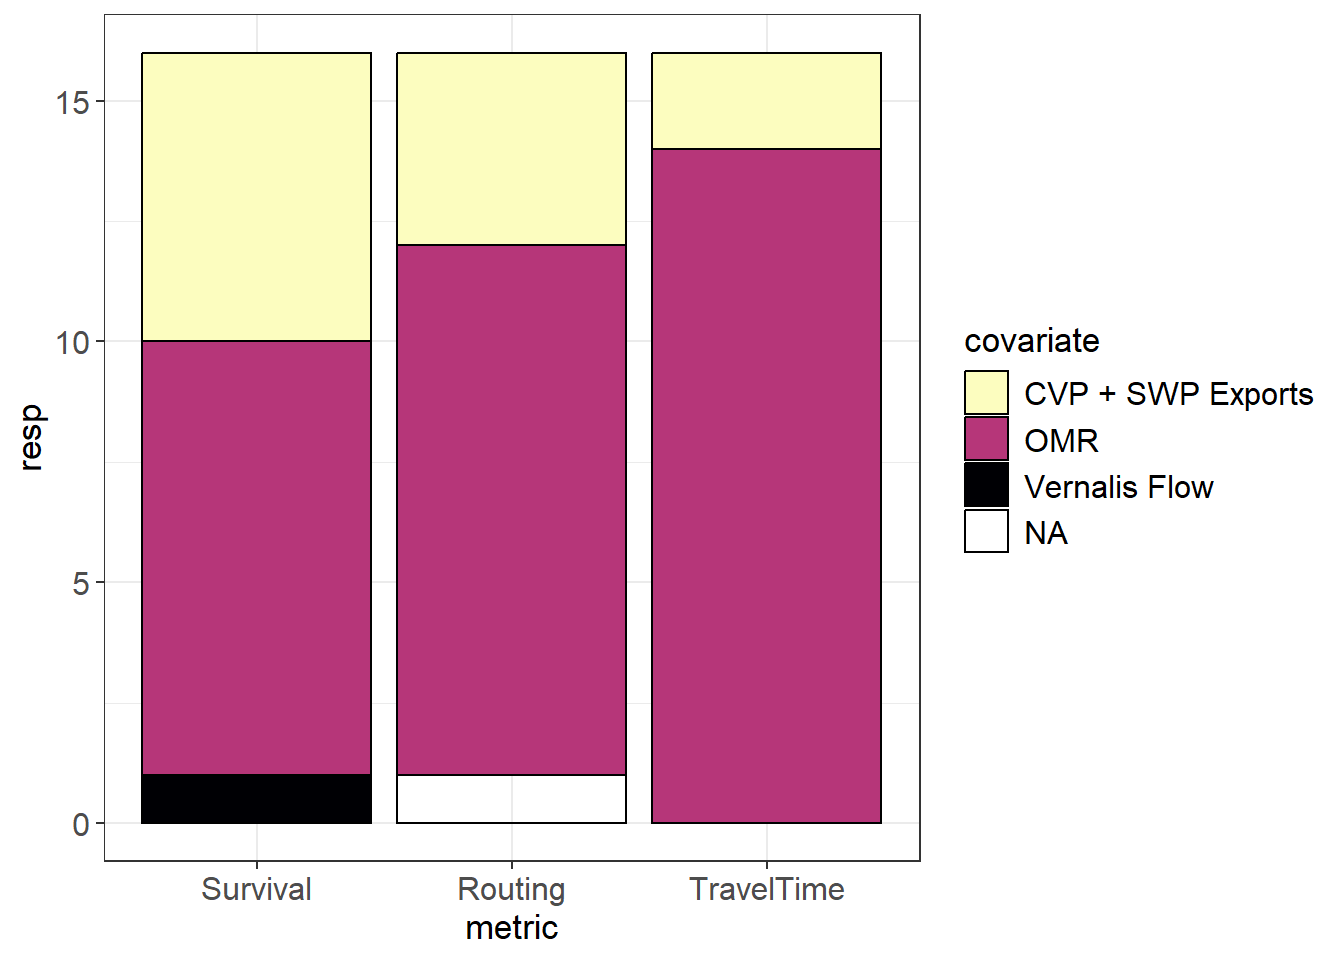 resp
15
10
5
0
Survival
Routing
TravelTime
metric
covariate
CVP + SWP Exports
OMR
Vernalis Flow
NA